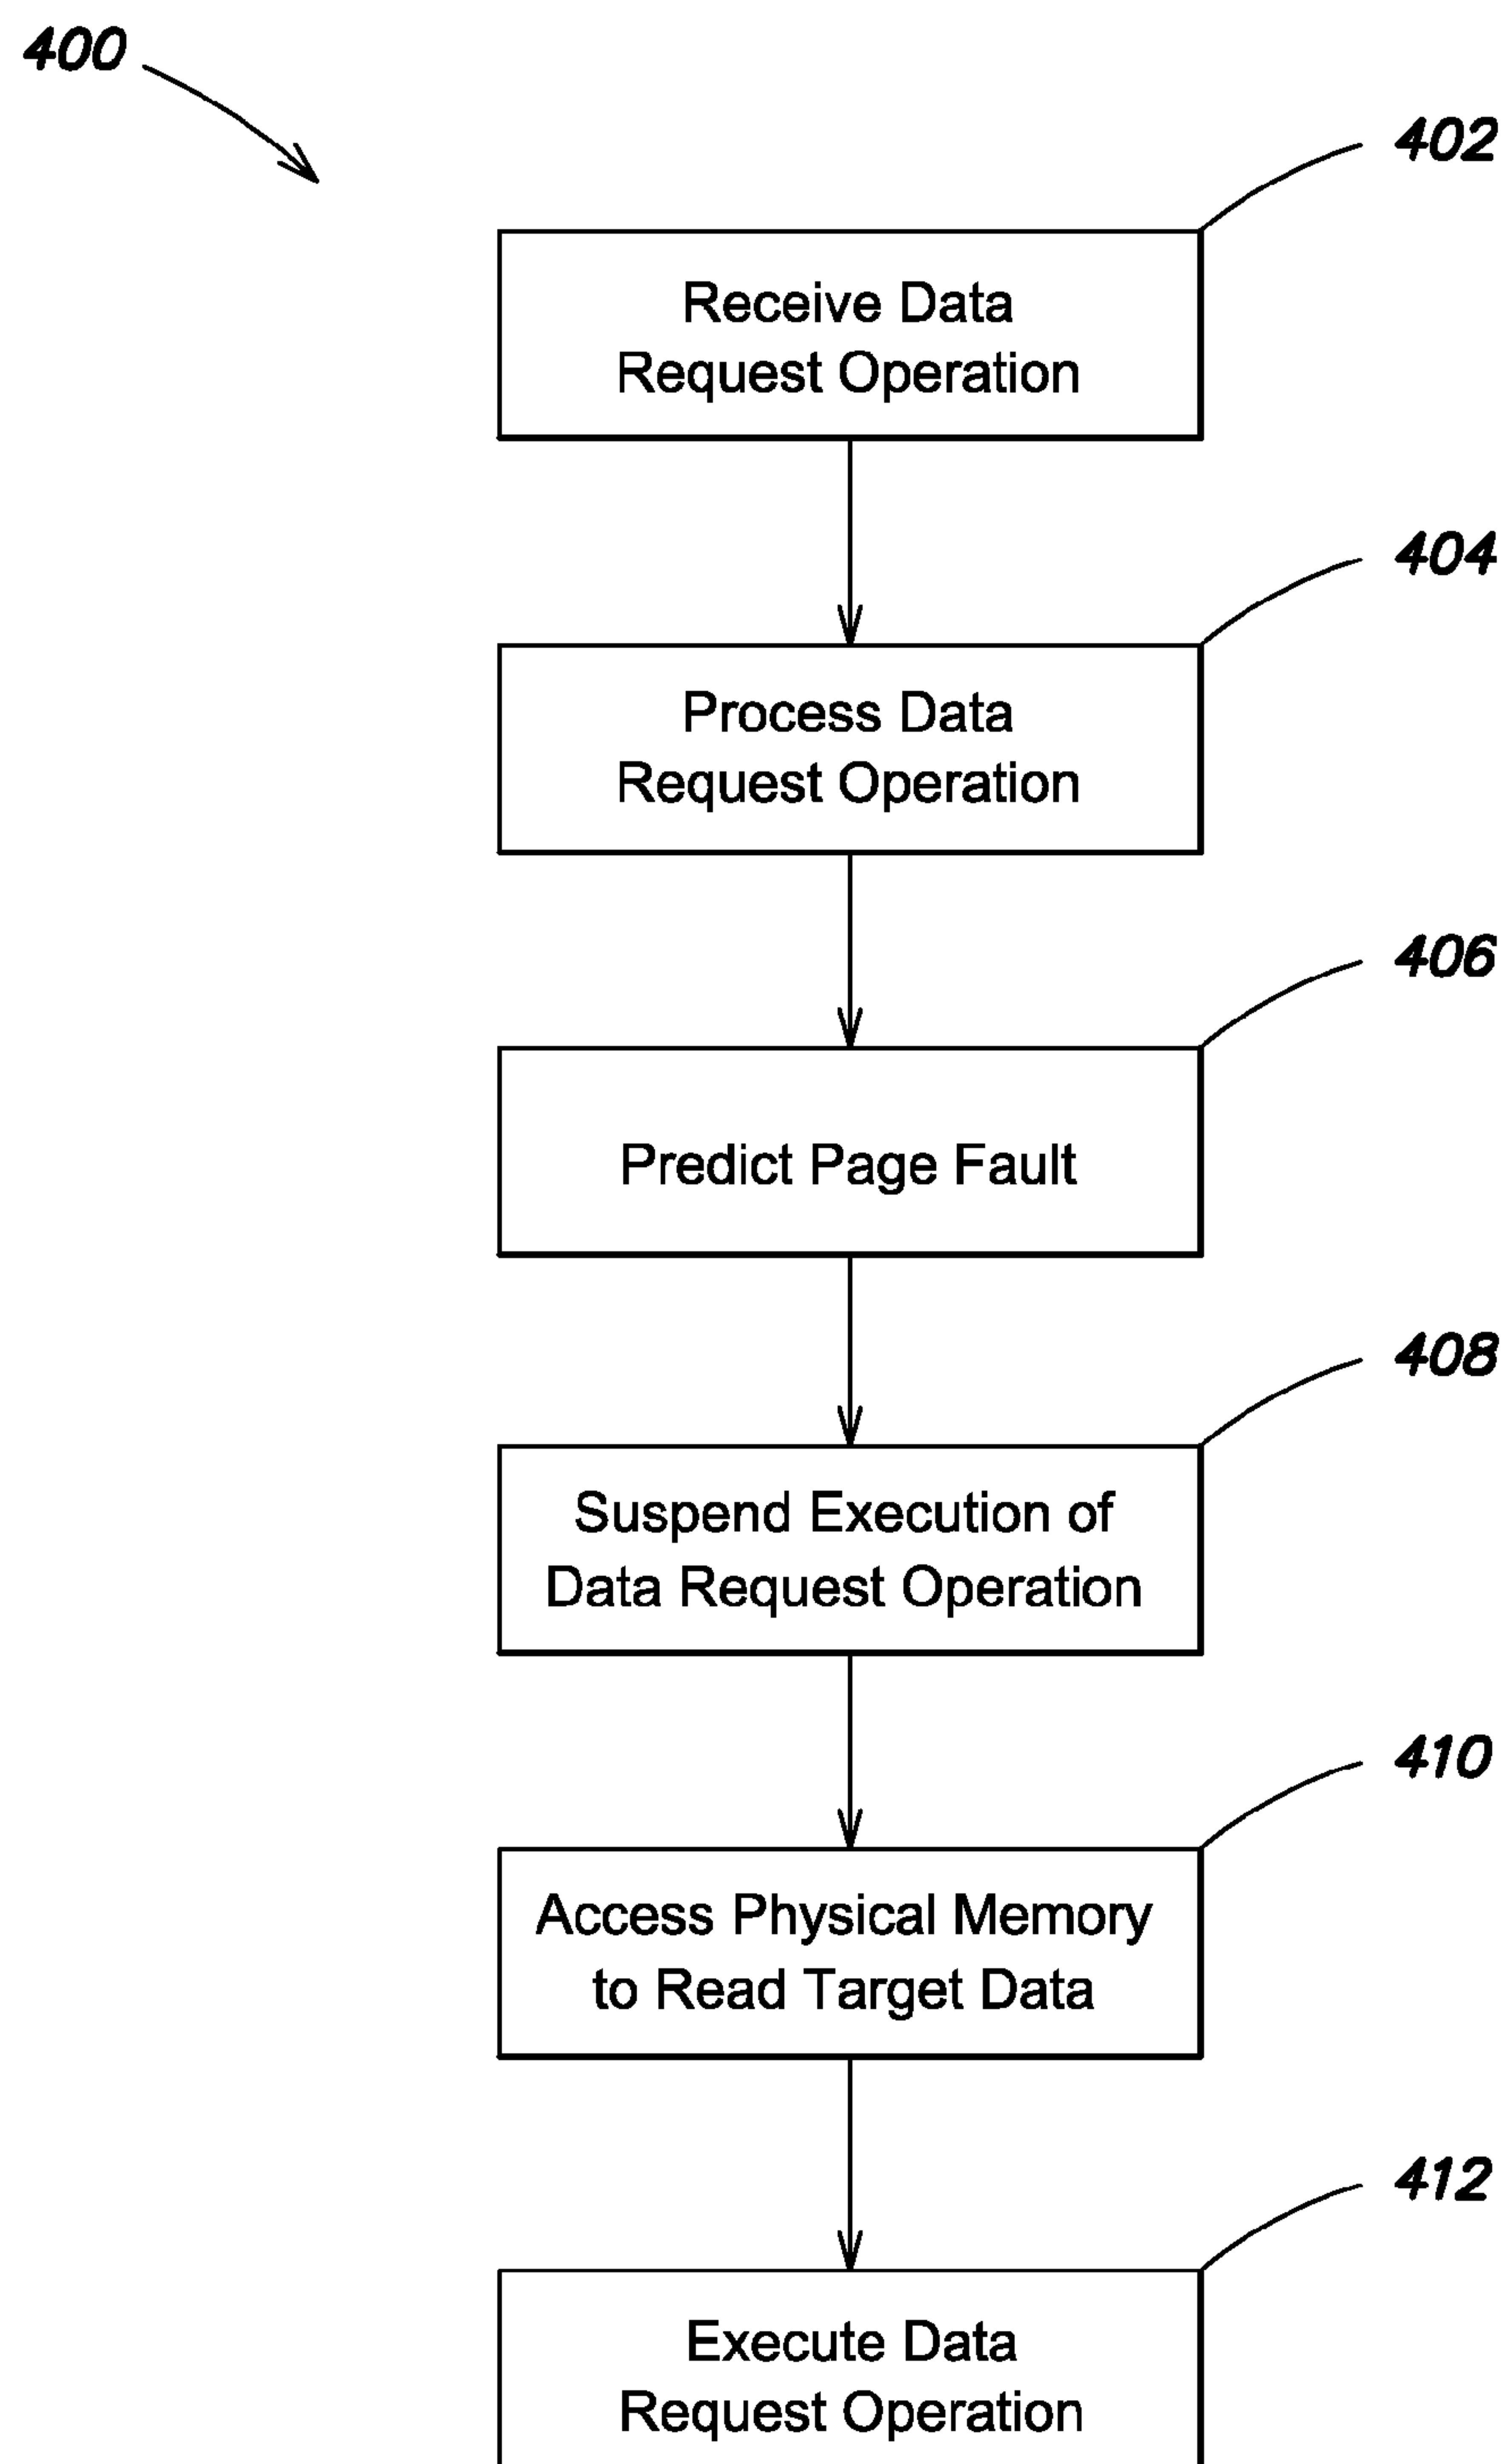 400
402
Receive Data
Request Operation
404
Process Data
Request Operation
406
Predict Page Fault
408
Suspend Execution of
Data Request Operation
410
Access Physical Memory
to Read Target Data
412
Execute Data
Request Operation